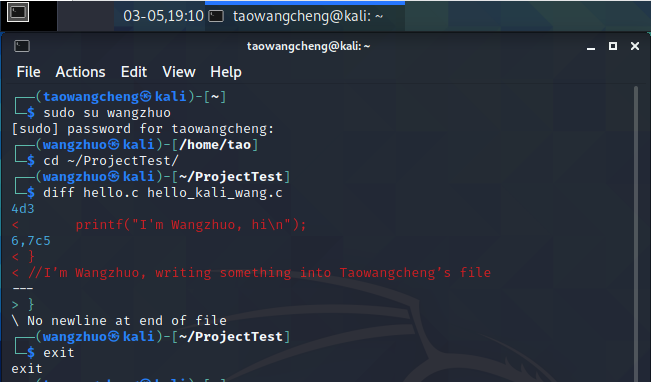 03-05,19:10 taowangcheng@kali: ~
taowangcheng@kali: ~
File Actions Edit View Help
┌──(taowangcheng㉿kali)-[~]
└─$ sudo su wangzhuo
[sudo] password for taowangcheng:
┌──(wangzhuo㉿kali)-[/home/tao]
└─$ cd ~/ProjectTest/
┌──(wangzhuo㉿kali)-[~/ProjectTest]
└─$ diff hello.c hello_kali_wang.c
4d3
<       printf("I'm Wangzhuo, hi\n");
6,7c5
< }
< //I’m Wangzhuo, writing something into Taowangcheng’s file
---
> }
\ No newline at end of file
┌──(wangzhuo㉿kali)-[~/ProjectTest]
└─$ exit
exit